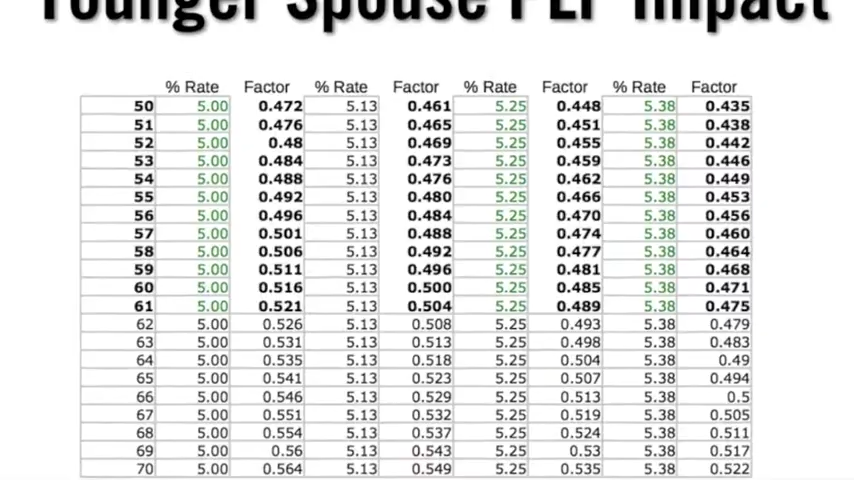 Younger Spouse PLF Impact
% Rate Factor % Rate Factor % Rate Factor % Rate Factor
50 5.00 0.472 5.13 0.461 5.25 0.448 5.38 0.435
51 5.00 0.476 5.13 0.465 5.25 0.451 5.38 0.438
52 5.00 0.48 5.13 0.469 5.25 0.455 5.38 0.442
53 5.00 0.484 5.13 0.473 5.25 0.459 5.38 0.446
54 5.00 0.488 5.13 0.476 5.25 0.462 5.38 0.449
55 5.00 0.492 5.13 0.480 5.25 0.466 5.38 0.453
56 5.00 0.496 5.13 0.484 5.25 0.470 5.38 0.456
57 5.00 0.501 5.13 0.488 5.25 0.474 5.38 0.460
58 5.00 0.506 5.13 0.492 5.25 0.477 5.38 0.464
59 5.00 0.511 5.13 0.496 5.25 0.481 5.38 0.468
60 5.00 0.516 5.13 0.500 5.25 0.485 5.38 0.471
61 5.00 0.521 5.13 0.504 5.25 0.489 5.38 0.475
62 5.00 0.526 5.13 0.508 5.25 0.493 5.38 0.479
63 5.00 0.531 5.13 0.513 5.25 0.498 5.38 0.483
64 5.00 0.535 5.13 0.518 5.25 0.504 5.38 0.49
65 5.00 0.541 5.13 0.523 5.25 0.507 5.38 0.494
66 5.00 0.546 5.13 0.529 5.25 0.513 5.38 0.5
67 5.00 0.551 5.13 0.532 5.25 0.519 5.38 0.505
68 5.00 0.554 5.13 0.537 5.25 0.524 5.38 0.511
69 5.00 0.56 5.13 0.543 5.25 0.53 5.38 0.517
70 5.00 0.564 5.13 0.549 5.25 0.535 5.38 0.522